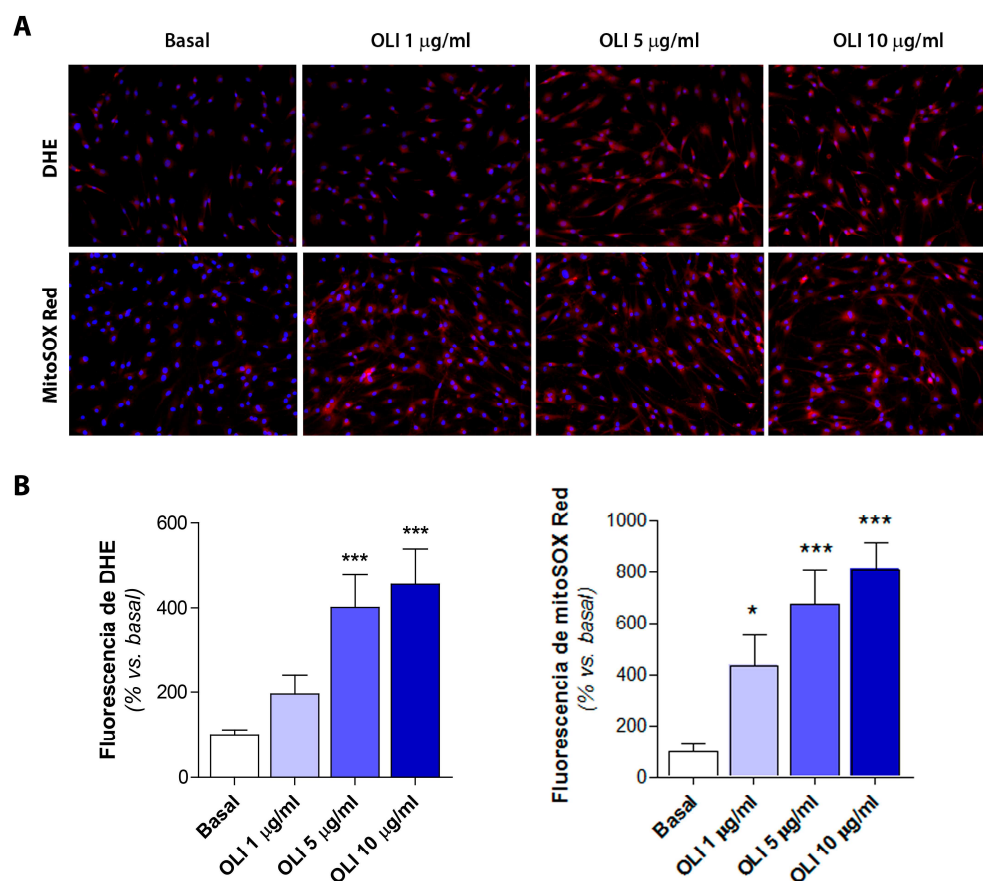 A
Basal
OLI 1 µg/ml
OLI 5 µg/ml
OLI 10 µg/ml
DHE
MitoSOX Red
B
Fluorescencia de DHE
(% vs. basal)
600
400
200
0
***
***
Basal
OLI 1 µg/ml
OLI 5 µg/ml
OLI 10 µg/ml
Fluorescencia de mitoSOX Red
(% vs. basal)
1000
800
600
400
200
0
*
***
***
Basal
OLI 1 µg/ml
OLI 5 µg/ml
OLI 10 µg/ml